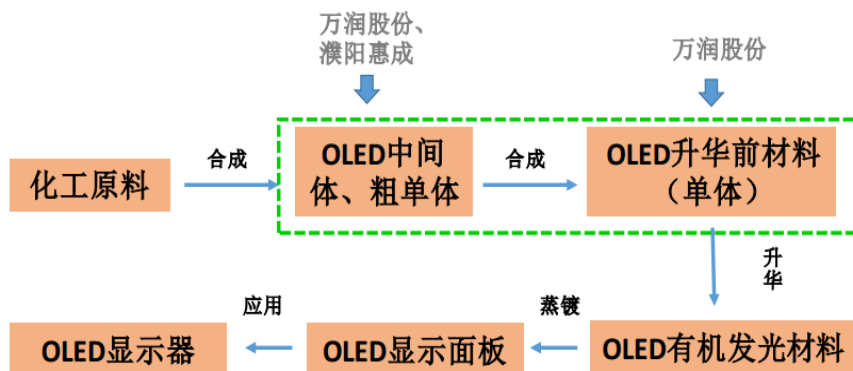 万润股份、
濮阳惠成
万润股份
化工原料
合成
OLED中间
体、粗单体
合成
OLED升华前材料
（单体）
升
华
OLED显示器
应用
OLED显示面板
蒸镀
OLED有机发光材料